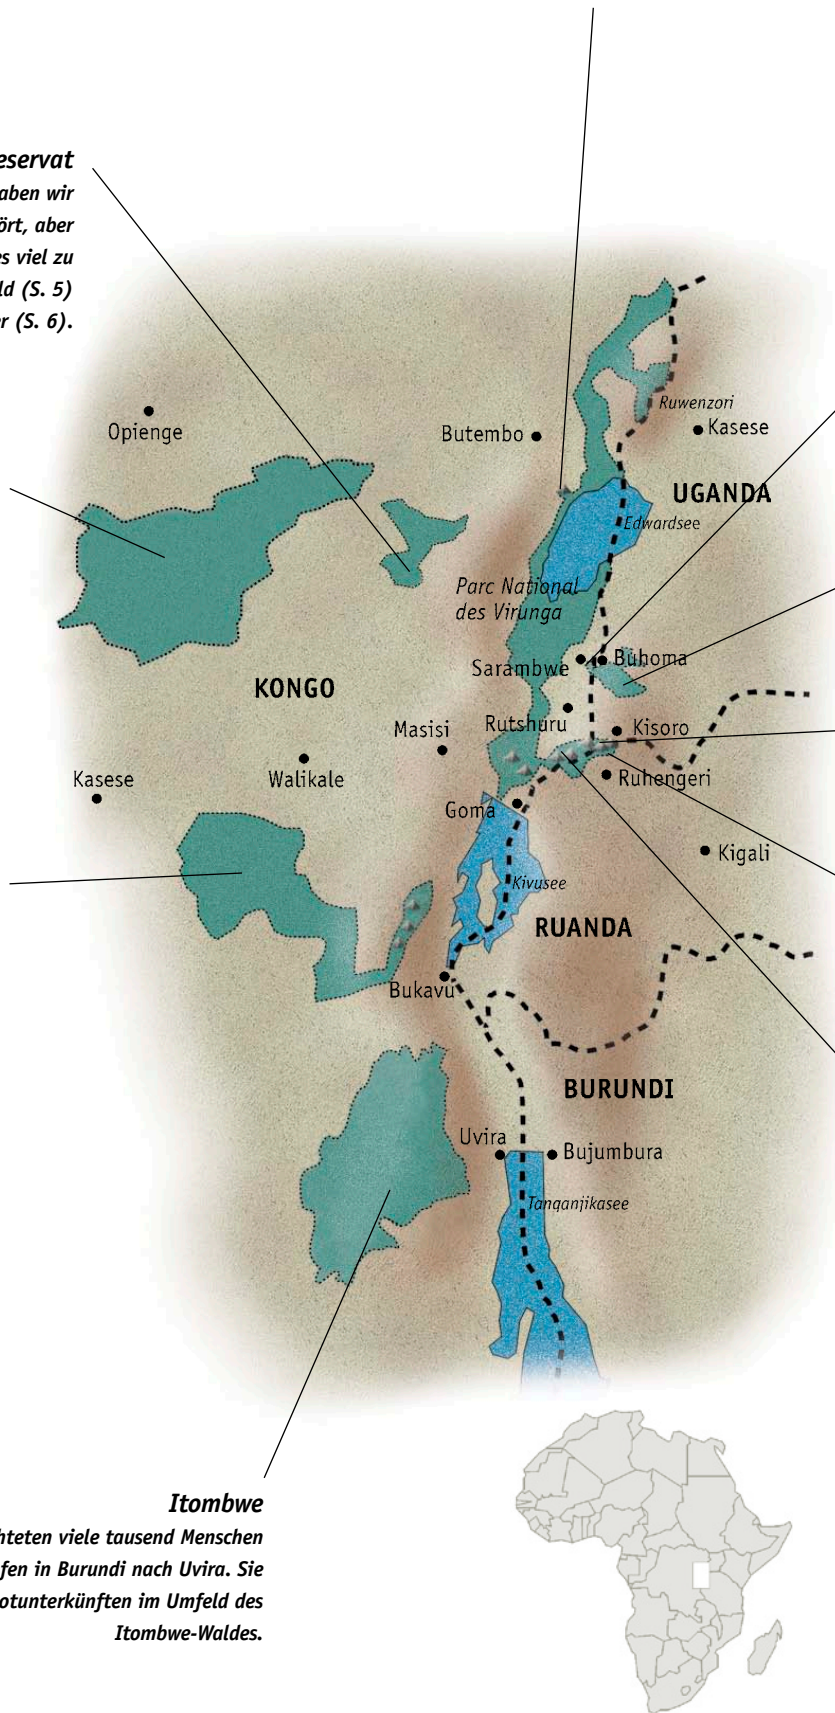 eservat
aben wir
ört, aber
es viel zu
ld (S. 5)
er (S. 6).
Ruwenzori
Opienge
Butembo
Kasese
UGANDA
Edwardsee
Parc National
des Virunga
Sarambwe
Buhoma
KONGO
Rutshuru
Kisoro
Masisi
Kasese
Walikale
Ruhengeri
Goma
Kigali
Kivusee
RUANDA
Bukavu
BURUNDI
Uvira
Bujumbura
Tanganjikasee
Itombwe
hteten viele tausend Menschen
fen in Burundi nach Uvira. Sie
otunterkünften im Umfeld des
Itombwe-Waldes.